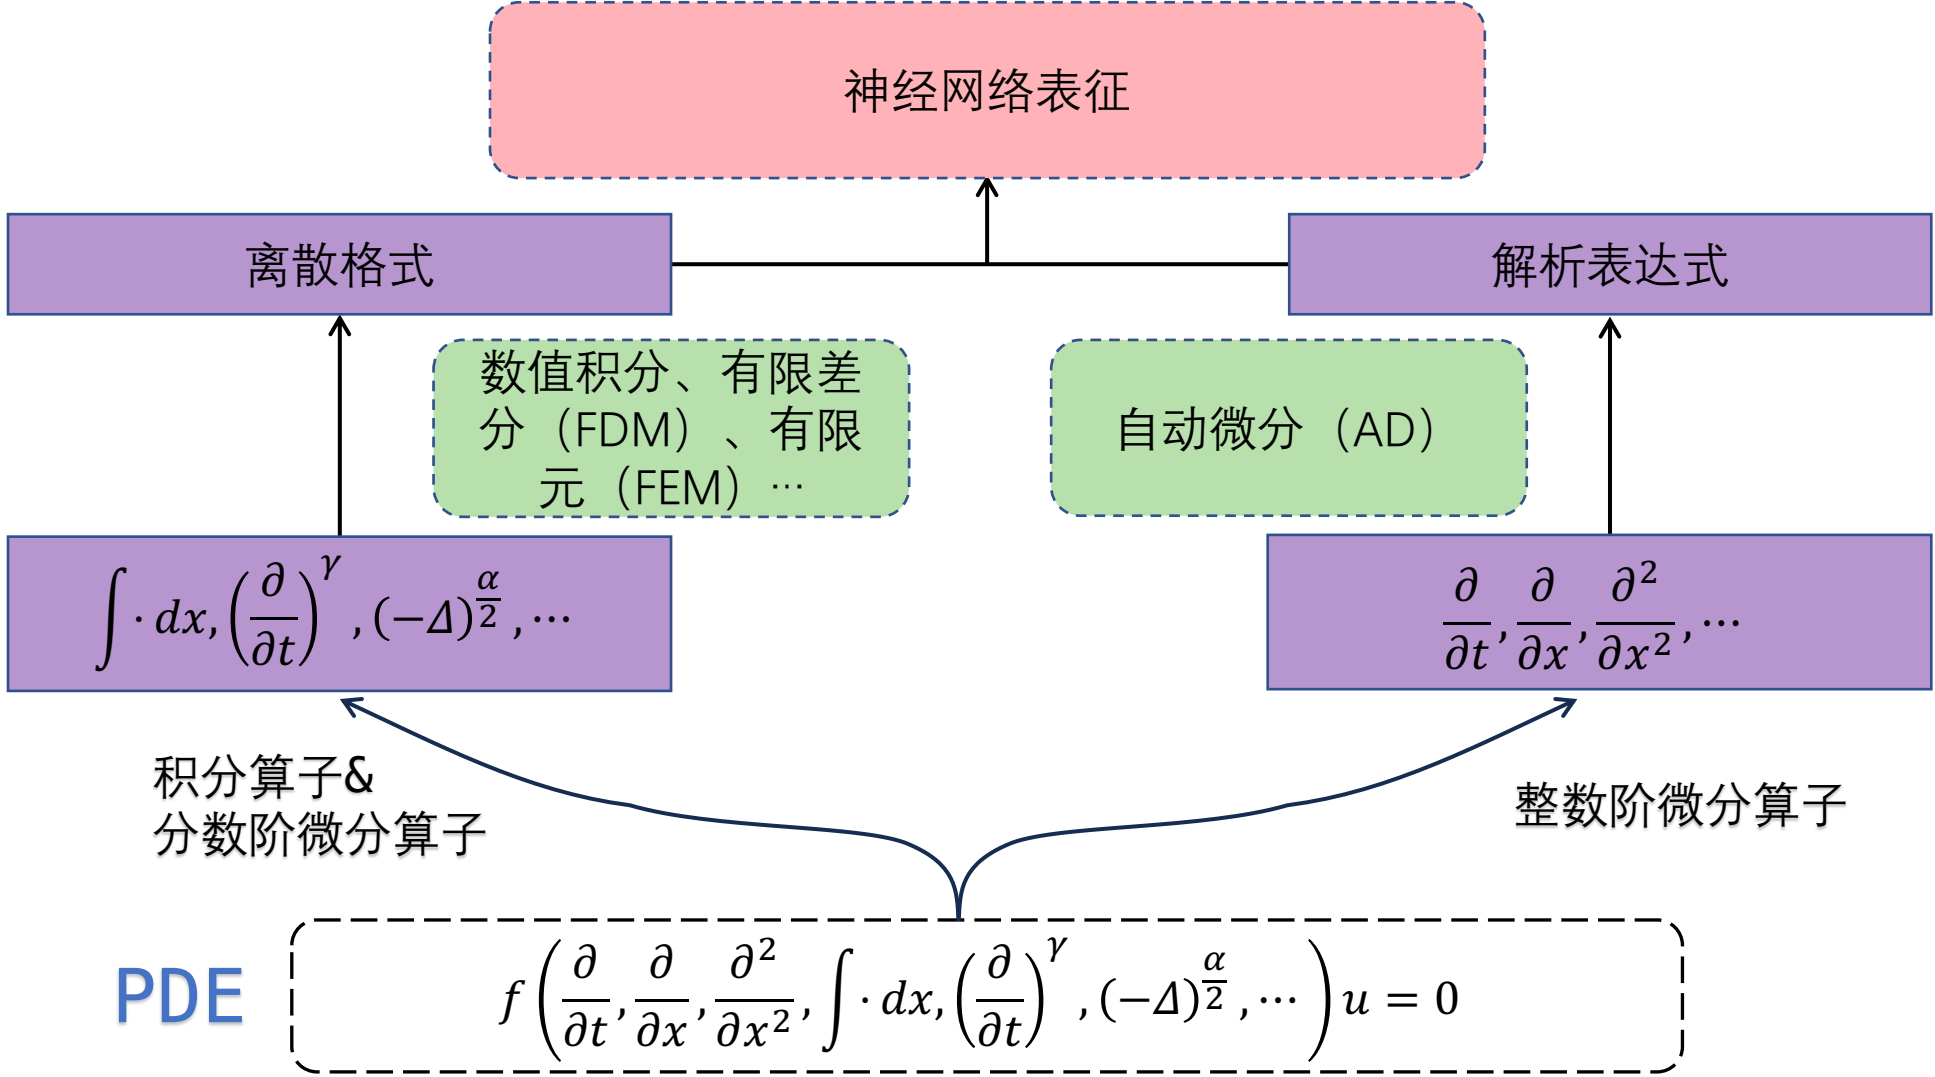 神经网络表征
离散格式
解析表达式
数值积分、有限差
分（FDM）、有限
元（FEM）…
自动微分（AD）
∫ · dx, (∂/∂t)^γ, (−Δ)^(α/2), ⋯
∂/∂t, ∂/∂x, ∂²/∂x², ⋯
积分算子&
分数阶微分算子
整数阶微分算子
PDE
f(∂/∂t, ∂/∂x, ∂²/∂x², ∫ · dx, (∂/∂t)^γ, (−Δ)^(α/2), ⋯) u = 0